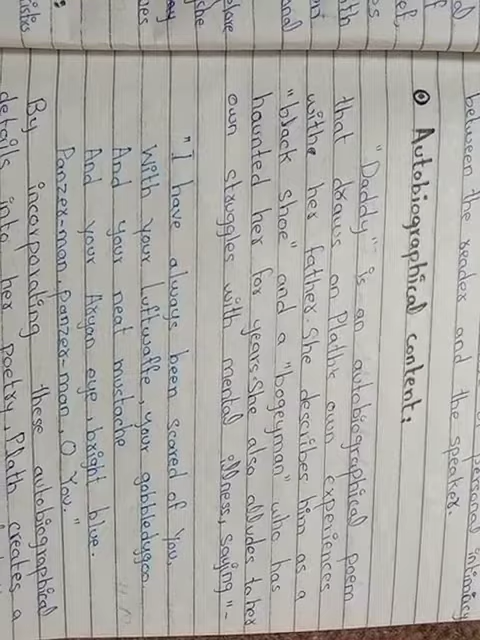 between the reader and the speaker.
personal intimacy
Autobiographical content:
"Daddy" is an autobiographical poem
that draws on Plath's own experiences
withe her father. She describes him as a
"black shoe" and a "bogeyman" who has
haunted her for years. She also alludes to her
own struggles with mental illness, saying"-
"I have always been scared of You,
With your Luftwaffe, your gobbledygoo.
And your neat mustache
And your Aryan eye, bright blue.
Panzer-man, panzer-man, O You."
By incorporating these autobiographical
details into her poetry, Plath creates a